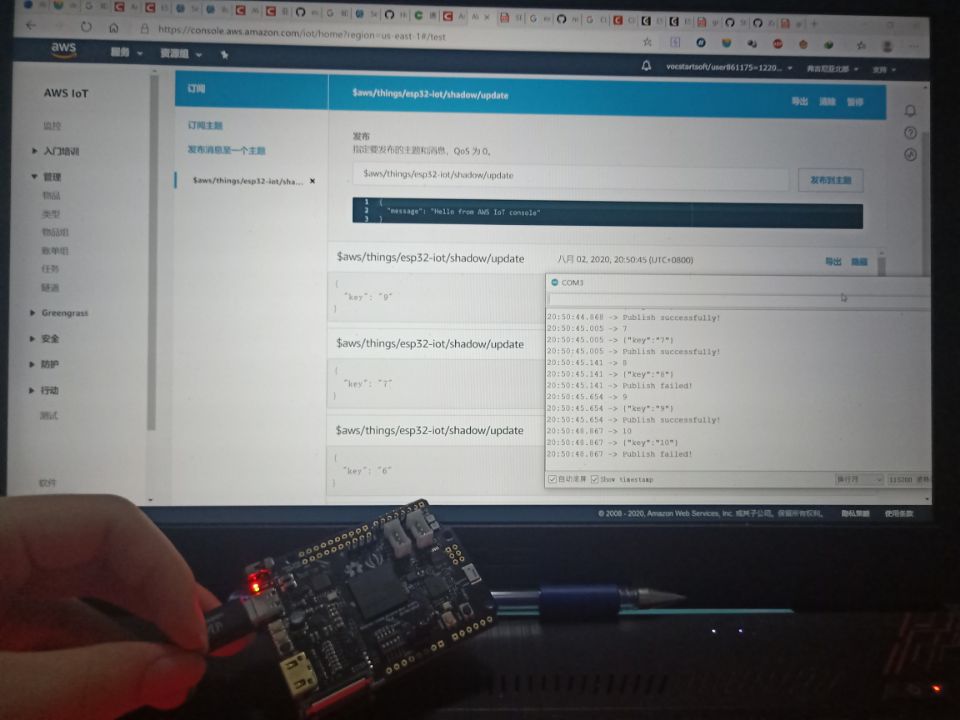 https://console.aws.amazon.com/iot/home?region=us-east-1#/test
aws
服务
资源组
vocstartsoft/user861175=1220...
弗吉尼亚北部
支持
AWS IoT
监控
入门培训
管理
物品
类型
物品组
账单组
任务
隧道
Greengrass
安全
防护
行动
测试
软件
订阅
订阅主题
发布消息至一个主题
$aws/things/esp32-iot/sha...
$aws/things/esp32-iot/shadow/update
导出 清除 暂停
发布
指定要发布的主题和消息，QoS 为 0。
$aws/things/esp32-iot/shadow/update
发布到主题
1 {
2 "message": "Hello from AWS IoT console"
3 }
$aws/things/esp32-iot/shadow/update
八月 02, 2020, 20:50:45 (UTC+0800)
导出 隐藏
{
"key": "9"
}
$aws/things/esp32-iot/shadow/update
{
"key": "7"
}
$aws/things/esp32-iot/shadow/update
{
"key": "6"
}
COM3
20:50:44.868 -> Publish successfully!
20:50:45.005 -> 7
20:50:45.005 -> {"key":"7"}
20:50:45.005 -> Publish successfully!
20:50:45.141 -> 8
20:50:45.141 -> {"key":"8"}
20:50:45.141 -> Publish failed!
20:50:45.654 -> 9
20:50:45.654 -> {"key":"9"}
20:50:45.654 -> Publish successfully!
20:50:48.867 -> 10
20:50:48.867 -> {"key":"10"}
20:50:48.867 -> Publish failed!
自动滚屏 Show timestamp
换行符
115200
© 2008 - 2020, Amazon Web Services, Inc. 或其子公司。保留所有权利。
隐私策略
使用条款